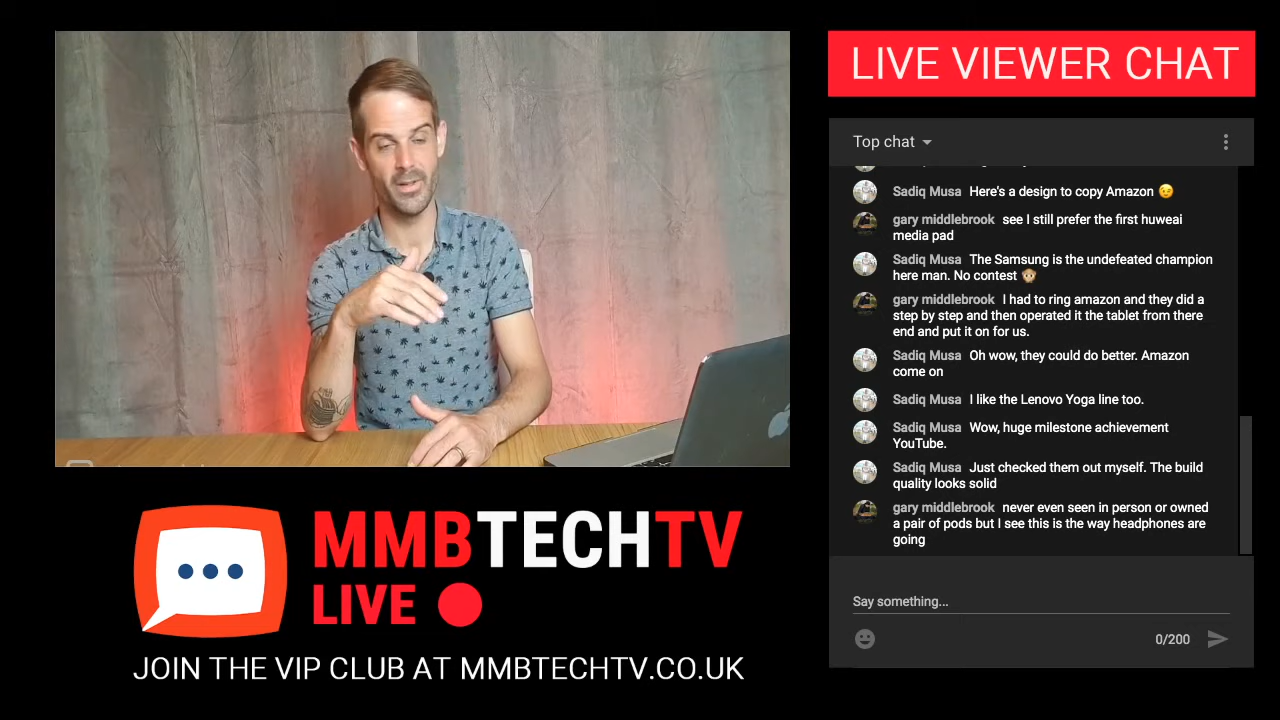 LIVE VIEWER CHAT
Top chat
Sadiq Musa Here's a design to copy Amazon 😉
gary middlebrook see I still prefer the first huweai
media pad
Sadiq Musa The Samsung is the undefeated champion
here man. No contest 🐵
gary middlebrook I had to ring amazon and they did a
step by step and then operated it the tablet from there
end and put it on for us.
Sadiq Musa Oh wow, they could do better. Amazon
come on
Sadiq Musa I like the Lenovo Yoga line too.
Sadiq Musa Wow, huge milestone achievement
YouTube.
Sadiq Musa Just checked them out myself. The build
quality looks solid
gary middlebrook never even seen in person or owned
a pair of pods but I see this is the way headphones are
going
Say something...
0/200
MMBTECHTV
LIVE
JOIN THE VIP CLUB AT MMBTECHTV.CO.UK